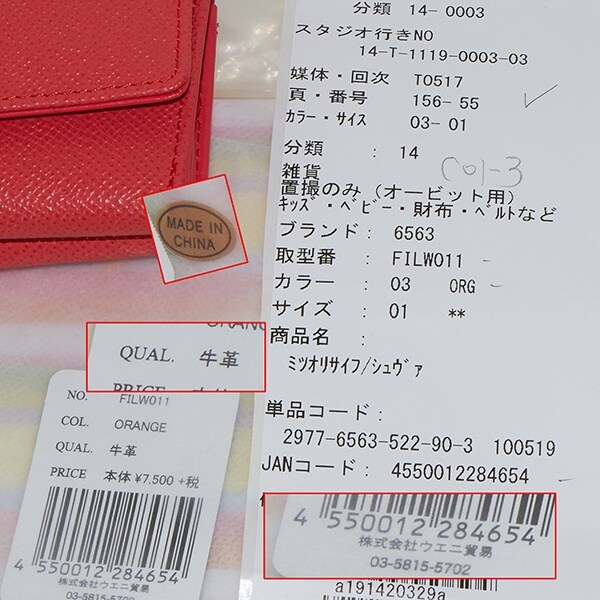 分類 14- 0003
スタジオ行きNO
14-T-1119-0003-03
媒体・回次 T0517
頁・番号 156- 55
カラー・サイズ 03- 01
分類 : 14
雑貨 C01-3
置撮のみ (オービット用)
キッズ・ベビー・財布・ベルトなど
ブランド : 6563
取型番 : FILW011
カラー : 03 ORG
サイズ : 01 **
商品名 :
ミツオリサイフ/シュヴァ
単品コード :
2977-6563-522-90-3 100519
JANコード : 4550012284654
4 550012 284654
株式会社ウエニ貿易
03-5815-5702
a191420329a
MADE IN
CHINA
ORANGE
QUAL. 牛革
NO. FILW011
COL. ORANGE
QUAL. 牛革
PRICE 本体 ¥7,500 +税
4 550012 284654
株式会社ウエニ貿易
03-5815-5702